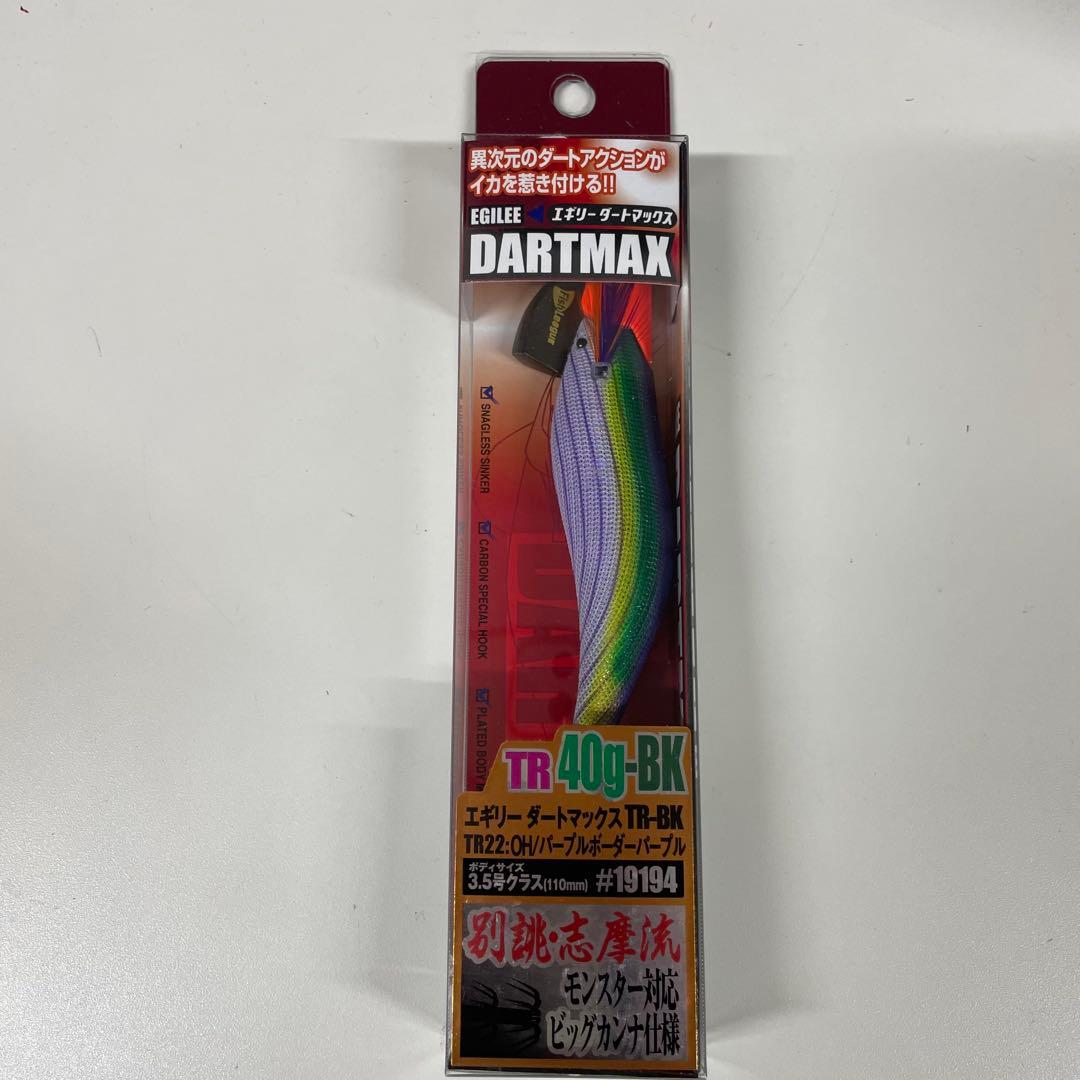 異次元のダートアクションが
イカを惹き付ける!!
EGILEE エギリーダートマックス
DARTMAX
FishLeague
SNAGLESS SINKER
CARBON SPECIAL HOOK
PLATED BODY
TR 40g-BK
エギリー ダートマックスTR-BK
TR22:OH/パープルボーダーパープル
ボディサイズ
3.5号クラス(110mm) #19194
別誂・志摩流
モンスター対応
ビッグカンナ仕様